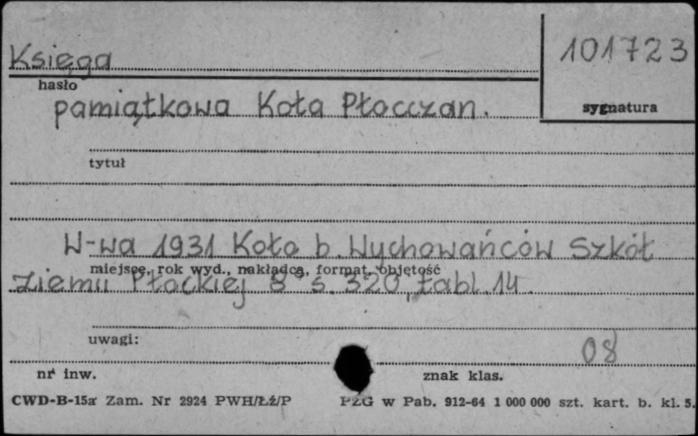 Księga
101723
hasło
sygnatura
pamiątkowa Koła Płocczan.
tytuł
W-wa 1931 Koło b. Wychowańców Szkół
miejsce, rok wyd., nakładca, format, objętość
Ziemii Płockiej 8° s. 320, tabl. 14.
uwagi:
08
nr inw.
znak klas.
CWD-B-15a Zam. Nr 2924 PWH/Łź/P PZG w Pab. 912-64 1 000 000 szt. kart. b. kl. 5.